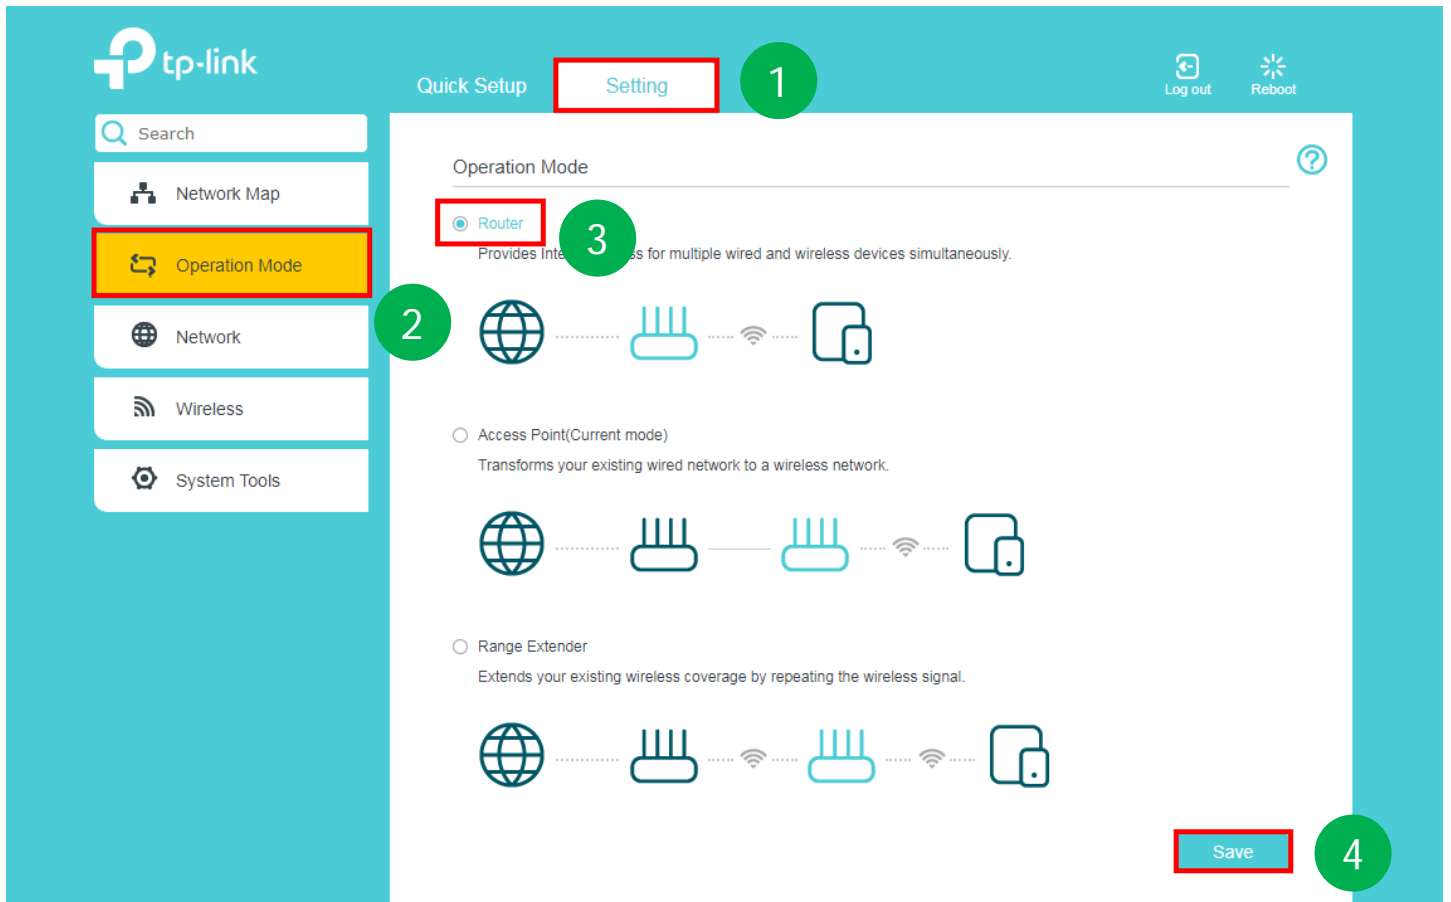 tp-link
Quick Setup
Setting
1
Log out
Reboot
Search
Network Map
Operation Mode
2
Network
Wireless
System Tools
Operation Mode
Router
3
Provides Inte ss for multiple wired and wireless devices simultaneously.
Access Point(Current mode)
Transforms your existing wired network to a wireless network.
Range Extender
Extends your existing wireless coverage by repeating the wireless signal.
Save
4